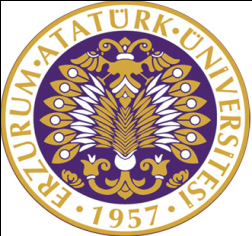 ERZURUM · ATATÜRK · ÜNİVERSİTESİ
· 1957 ·